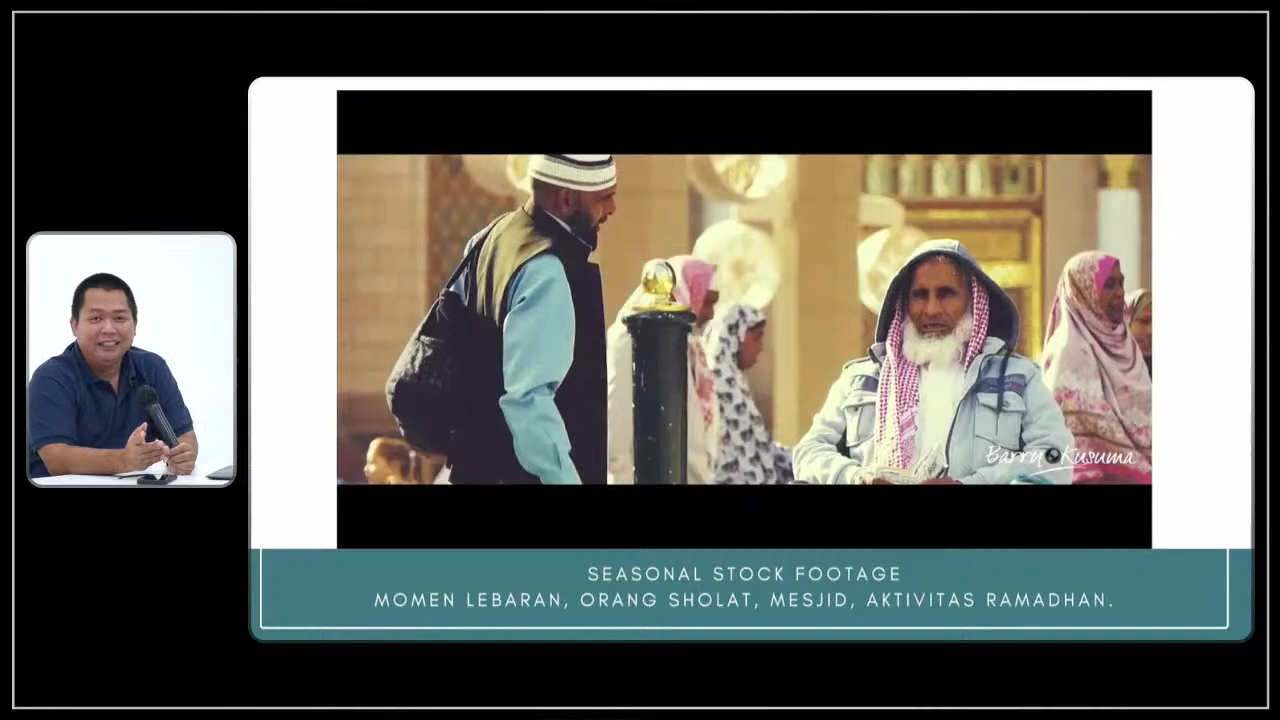 Barry Kusuma
SEASONAL STOCK FOOTAGE
MOMEN LEBARAN, ORANG SHOLAT, MESJID, AKTIVITAS RAMADHAN.